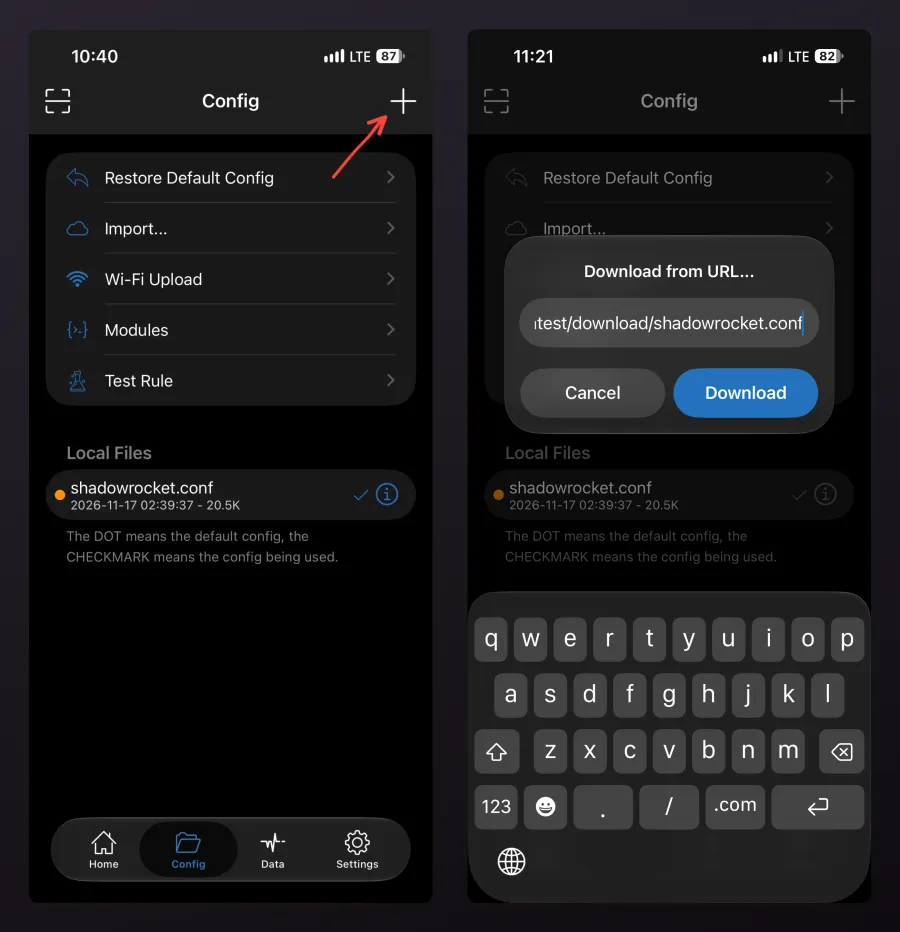 10:40
LTE 87
Config
Restore Default Config
Import...
Wi-Fi Upload
Modules
Test Rule
Local Files
shadowrocket.conf
2026-11-17 02:39:37 - 20.5K
The DOT means the default config, the
CHECKMARK means the config being used.
Home
Config
Data
Settings
11:21
LTE 82
Config
Restore Default Config
Import...
Download from URL...
test/download/shadowrocket.conf
Cancel
Download
Local Files
shadowrocket.conf
2026-11-17 02:39:37 - 20.5K
The DOT means the default config, the
CHECKMARK means the config being used.
q w e r t y u i o p
a s d f g h j k l
z x c v b n m
123 . / .com